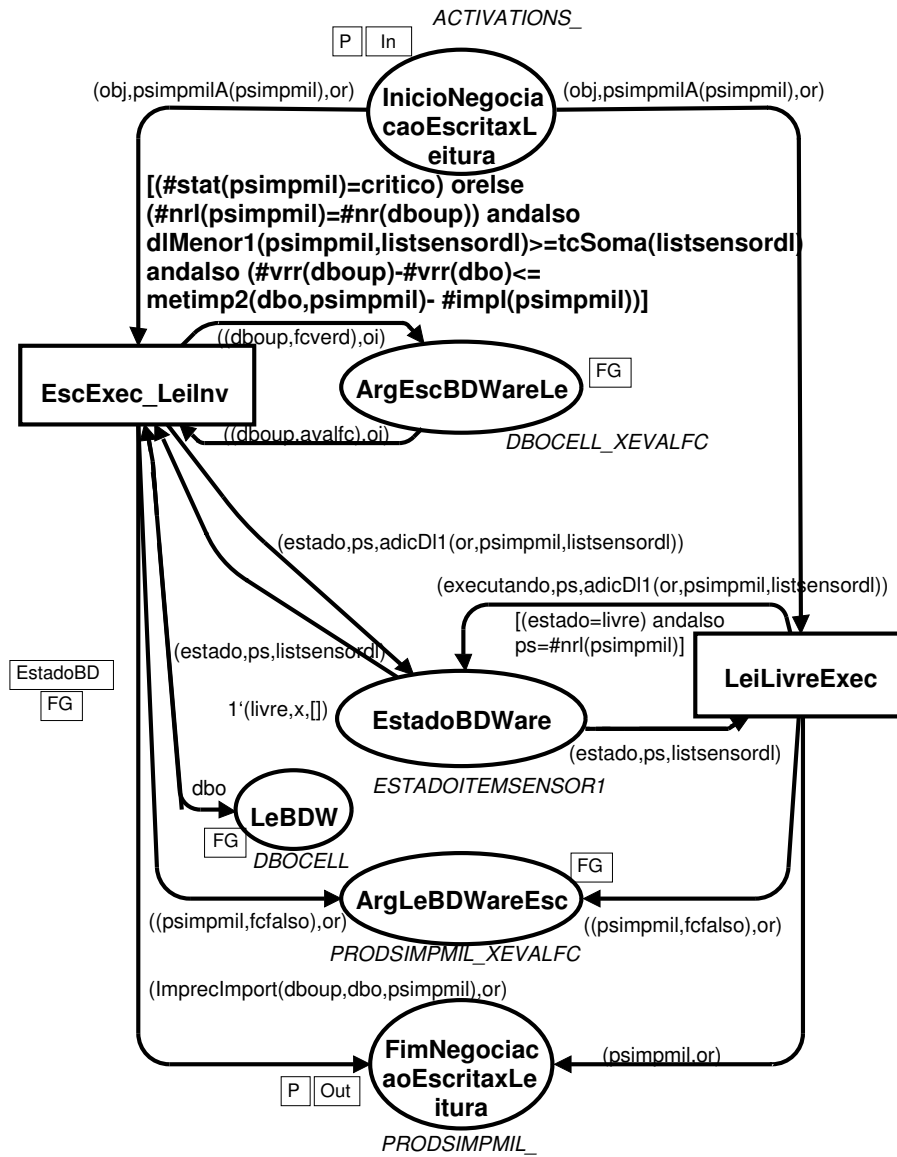 ACTIVATIONS_
P In
(obj,psimpmilA(psimpmil),or)
InicioNegocia
caoEscritaxL
eitura
(obj,psimpmilA(psimpmil),or)
[(#stat(psimpmil)=critico) orelse
(#nrl(psimpmil)=#nr(dboup)) andalso
dlMenor1(psimpmil,listsensordl)>=tcSoma(listsensordl)
andalso (#vrr(dboup)-#vrr(dbo)<=
metimp2(dbo,psimpmil)- #impl(psimpmil))]
((dboup,fcverd),oi)
EscExec_LeiInv
ArgEscBDWareLe
FG
((dboup,avalfc),oi)
DBOCELL_XEVALFC
(estado,ps,adicDl1(or,psimpmil,listsensordl))
(executando,ps,adicDl1(or,psimpmil,listsensordl))
[(estado=livre) andalso
ps=#nrl(psimpmil)]
(estado,ps,listsensordl)
EstadoBD
FG
LeiLivreExec
1‘(livre,x,[])
EstadoBDWare
(estado,ps,listsensordl)
ESTADOITEMSENSOR1
dbo
LeBDW
FG
DBOCELL
FG
ArgLeBDWareEsc
((psimpmil,fcfalso),or)
((psimpmil,fcfalso),or)
PRODSIMPMIL_XEVALFC
(ImprecImport(dboup,dbo,psimpmil),or)
FimNegociac
aoEscritaxLe
itura
(psimpmil,or)
P Out
PRODSIMPMIL_